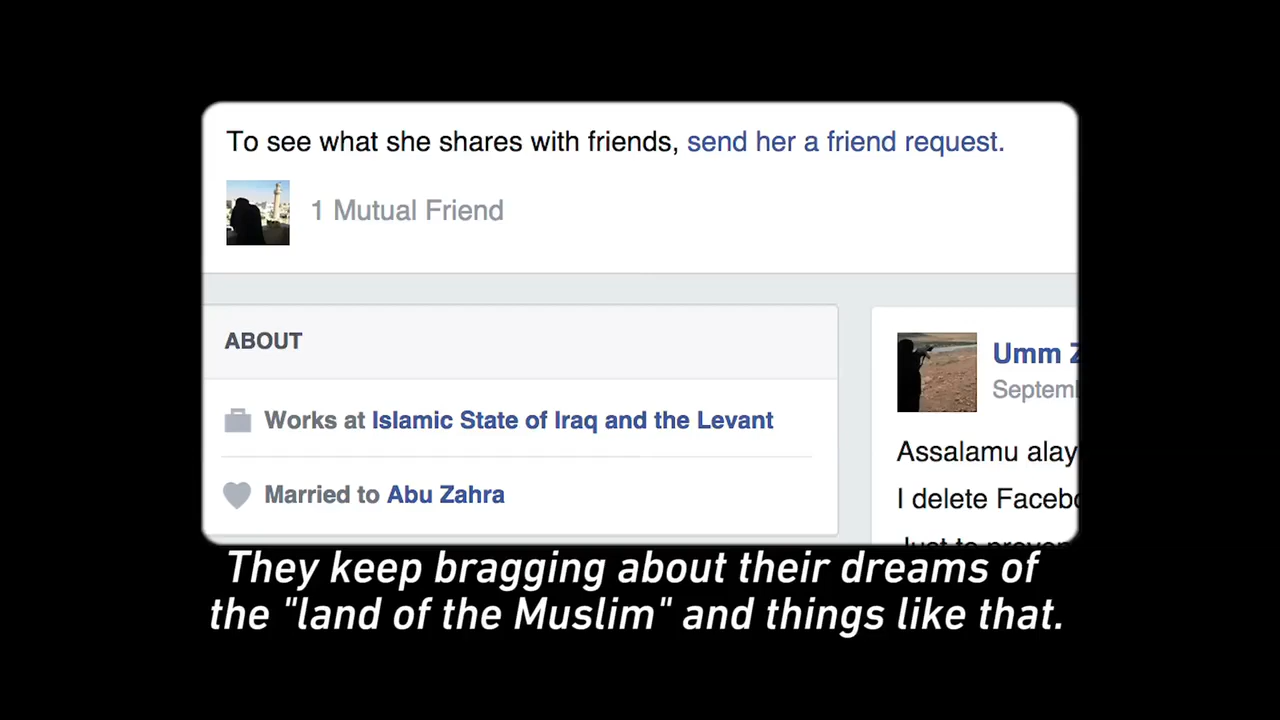 To see what she shares with friends, send her a friend request.
1 Mutual Friend
ABOUT
Works at Islamic State of Iraq and the Levant
Married to Abu Zahra
Umm
Assalamu
I delete
Just to
They keep bragging about their dreams of
the "land of the Muslim" and things like that.